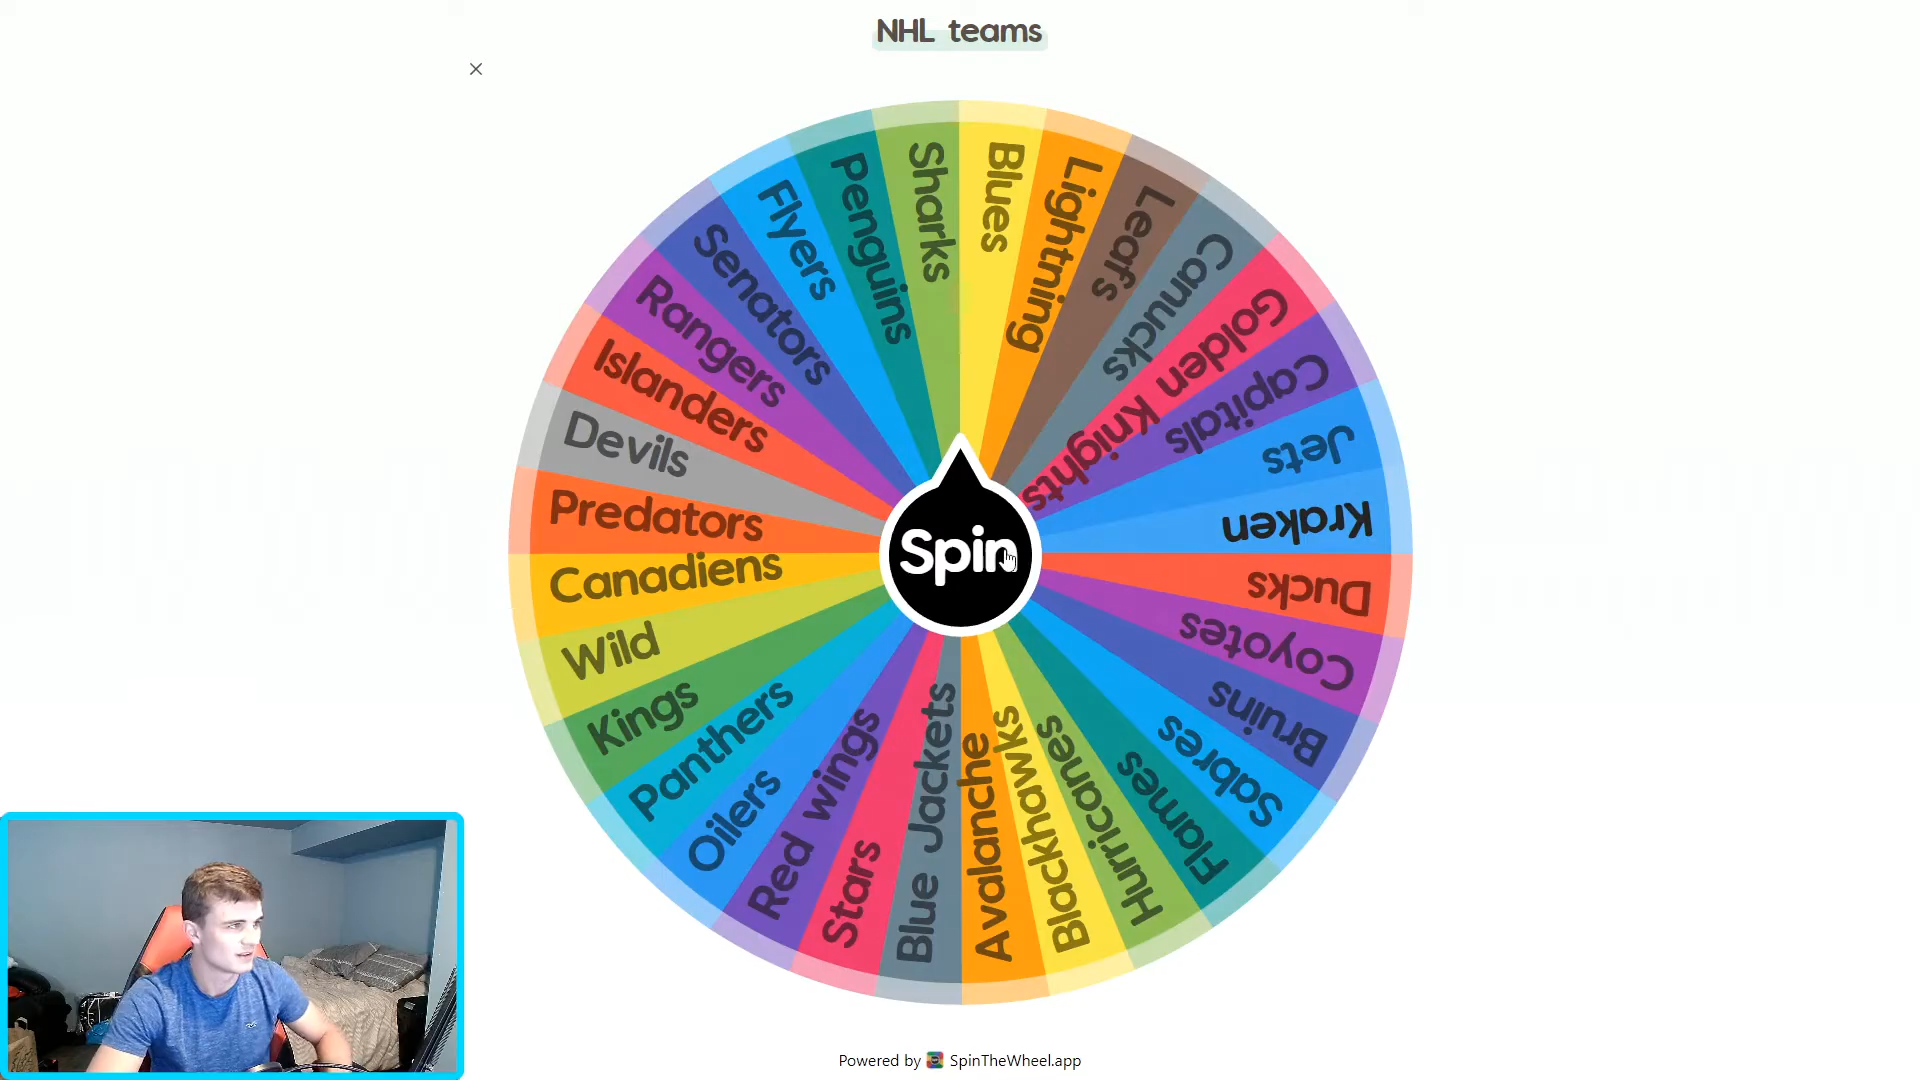 NHL teams
Blues
Lightning
Leafs
Canucks
Golden Knights
Capitals
Jets
Kraken
Ducks
Coyotes
Bruins
Sabres
Flames
Hurricanes
Blackhawks
Avalanche
Blue Jackets
Stars
Red wings
Oilers
Panthers
Kings
Wild
Canadiens
Predators
Devils
Islanders
Rangers
Senators
Flyers
Penguins
Sharks
Spin
Powered by SpinTheWheel.app